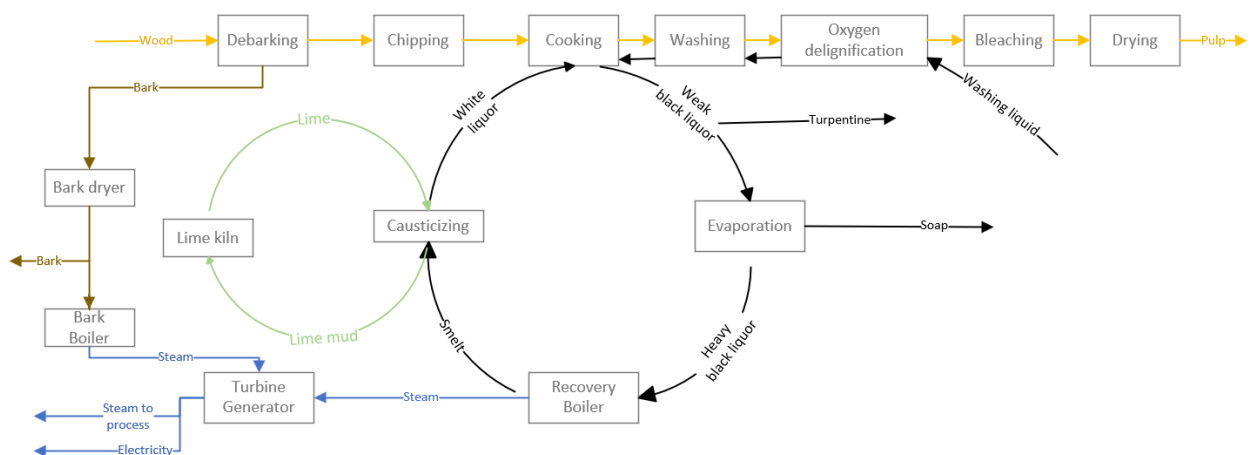 Wood
Debarking
Chipping
Cooking
Washing
Oxygen
delignification
Bleaching
Drying
Pulp
Bark
White
liquor
Weak
black liquor
Washing liquid
Lime
Turpentine
Bark dryer
Lime kiln
Causticizing
Evaporation
Soap
Bark
Bark
Boiler
Lime mud
Smelt
Heavy
black liquor
Steam
Turbine
Generator
Steam
Recovery
Boiler
Steam to
process
Electricity